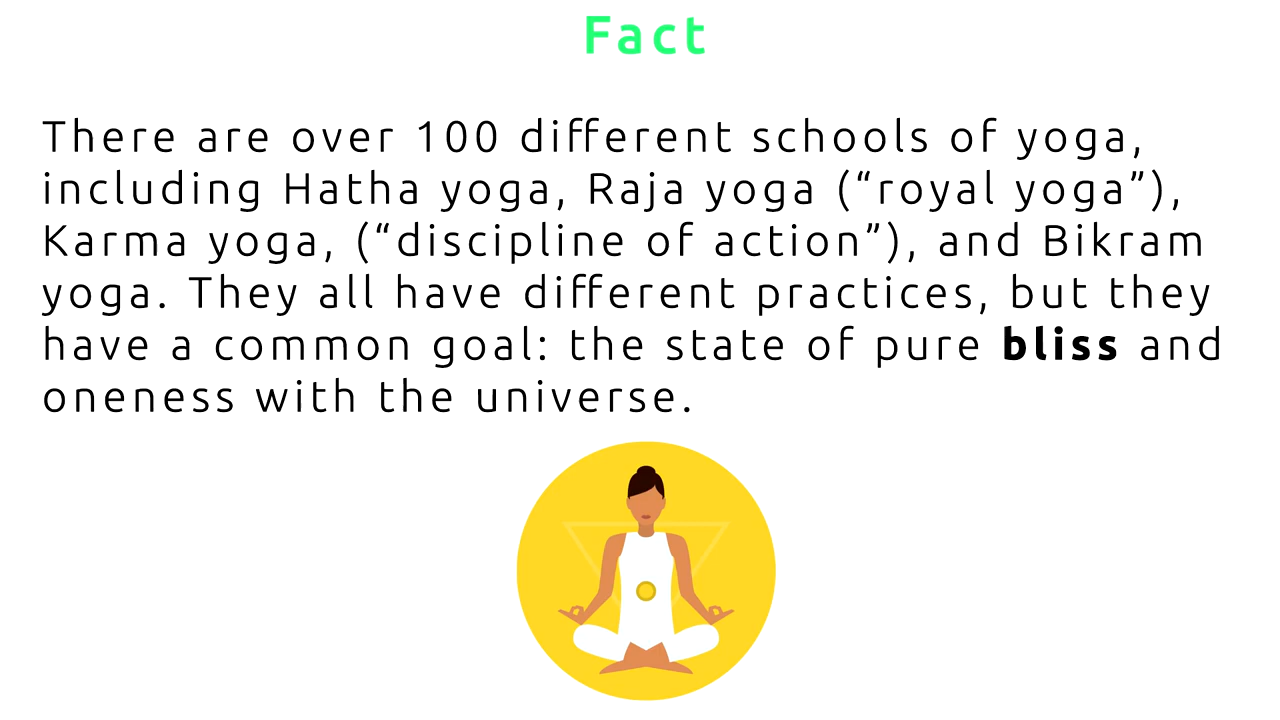 Fact
There are over 100 different schools of yoga,
including Hatha yoga, Raja yoga (“royal yoga”),
Karma yoga, (“discipline of action”), and Bikram
yoga. They all have different practices, but they
have a common goal: the state of pure bliss and
oneness with the universe.